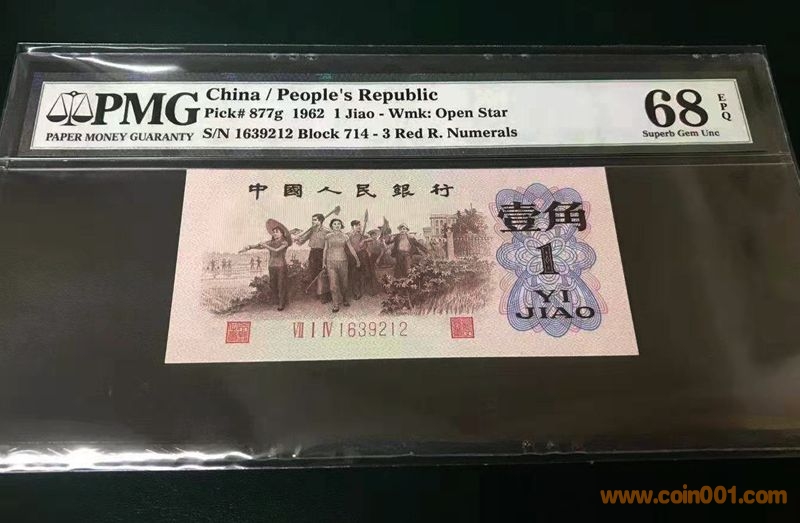 PMG
PAPER MONEY GUARANTY
China / People's Republic
Pick# 877g 1962 1 Jiao - Wmk: Open Star
S/N 1639212 Block 714 - 3 Red R. Numerals
68 EPQ
Superb Gem Unc
中國人民銀行
壹角
1
YI
JIAO
VII I IV 1639212
www.coin001.com